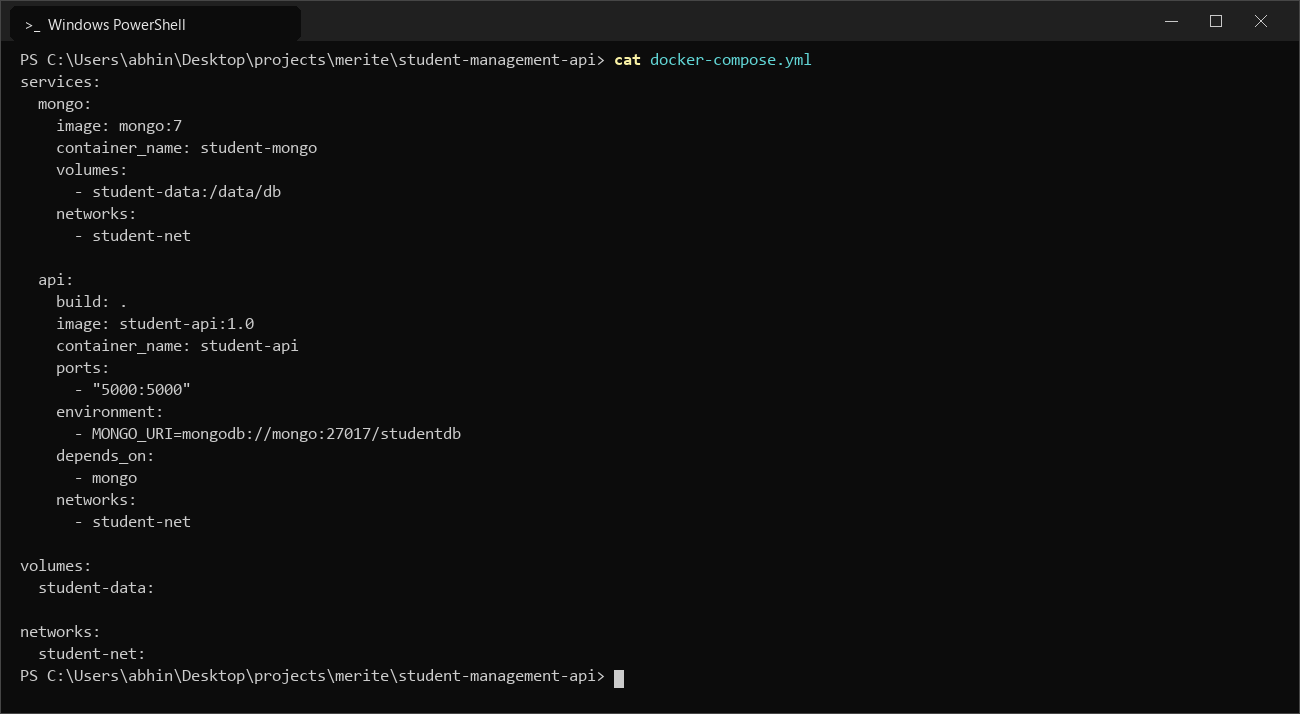 >_ Windows PowerShell
PS C:\Users\abhin\Desktop\projects\merite\student-management-api> cat docker-compose.yml
services:
  mongo:
    image: mongo:7
    container_name: student-mongo
    volumes:
      - student-data:/data/db
    networks:
      - student-net

  api:
    build: .
    image: student-api:1.0
    container_name: student-api
    ports:
      - "5000:5000"
    environment:
      - MONGO_URI=mongodb://mongo:27017/studentdb
    depends_on:
      - mongo
    networks:
      - student-net

volumes:
  student-data:

networks:
  student-net:
PS C:\Users\abhin\Desktop\projects\merite\student-management-api>